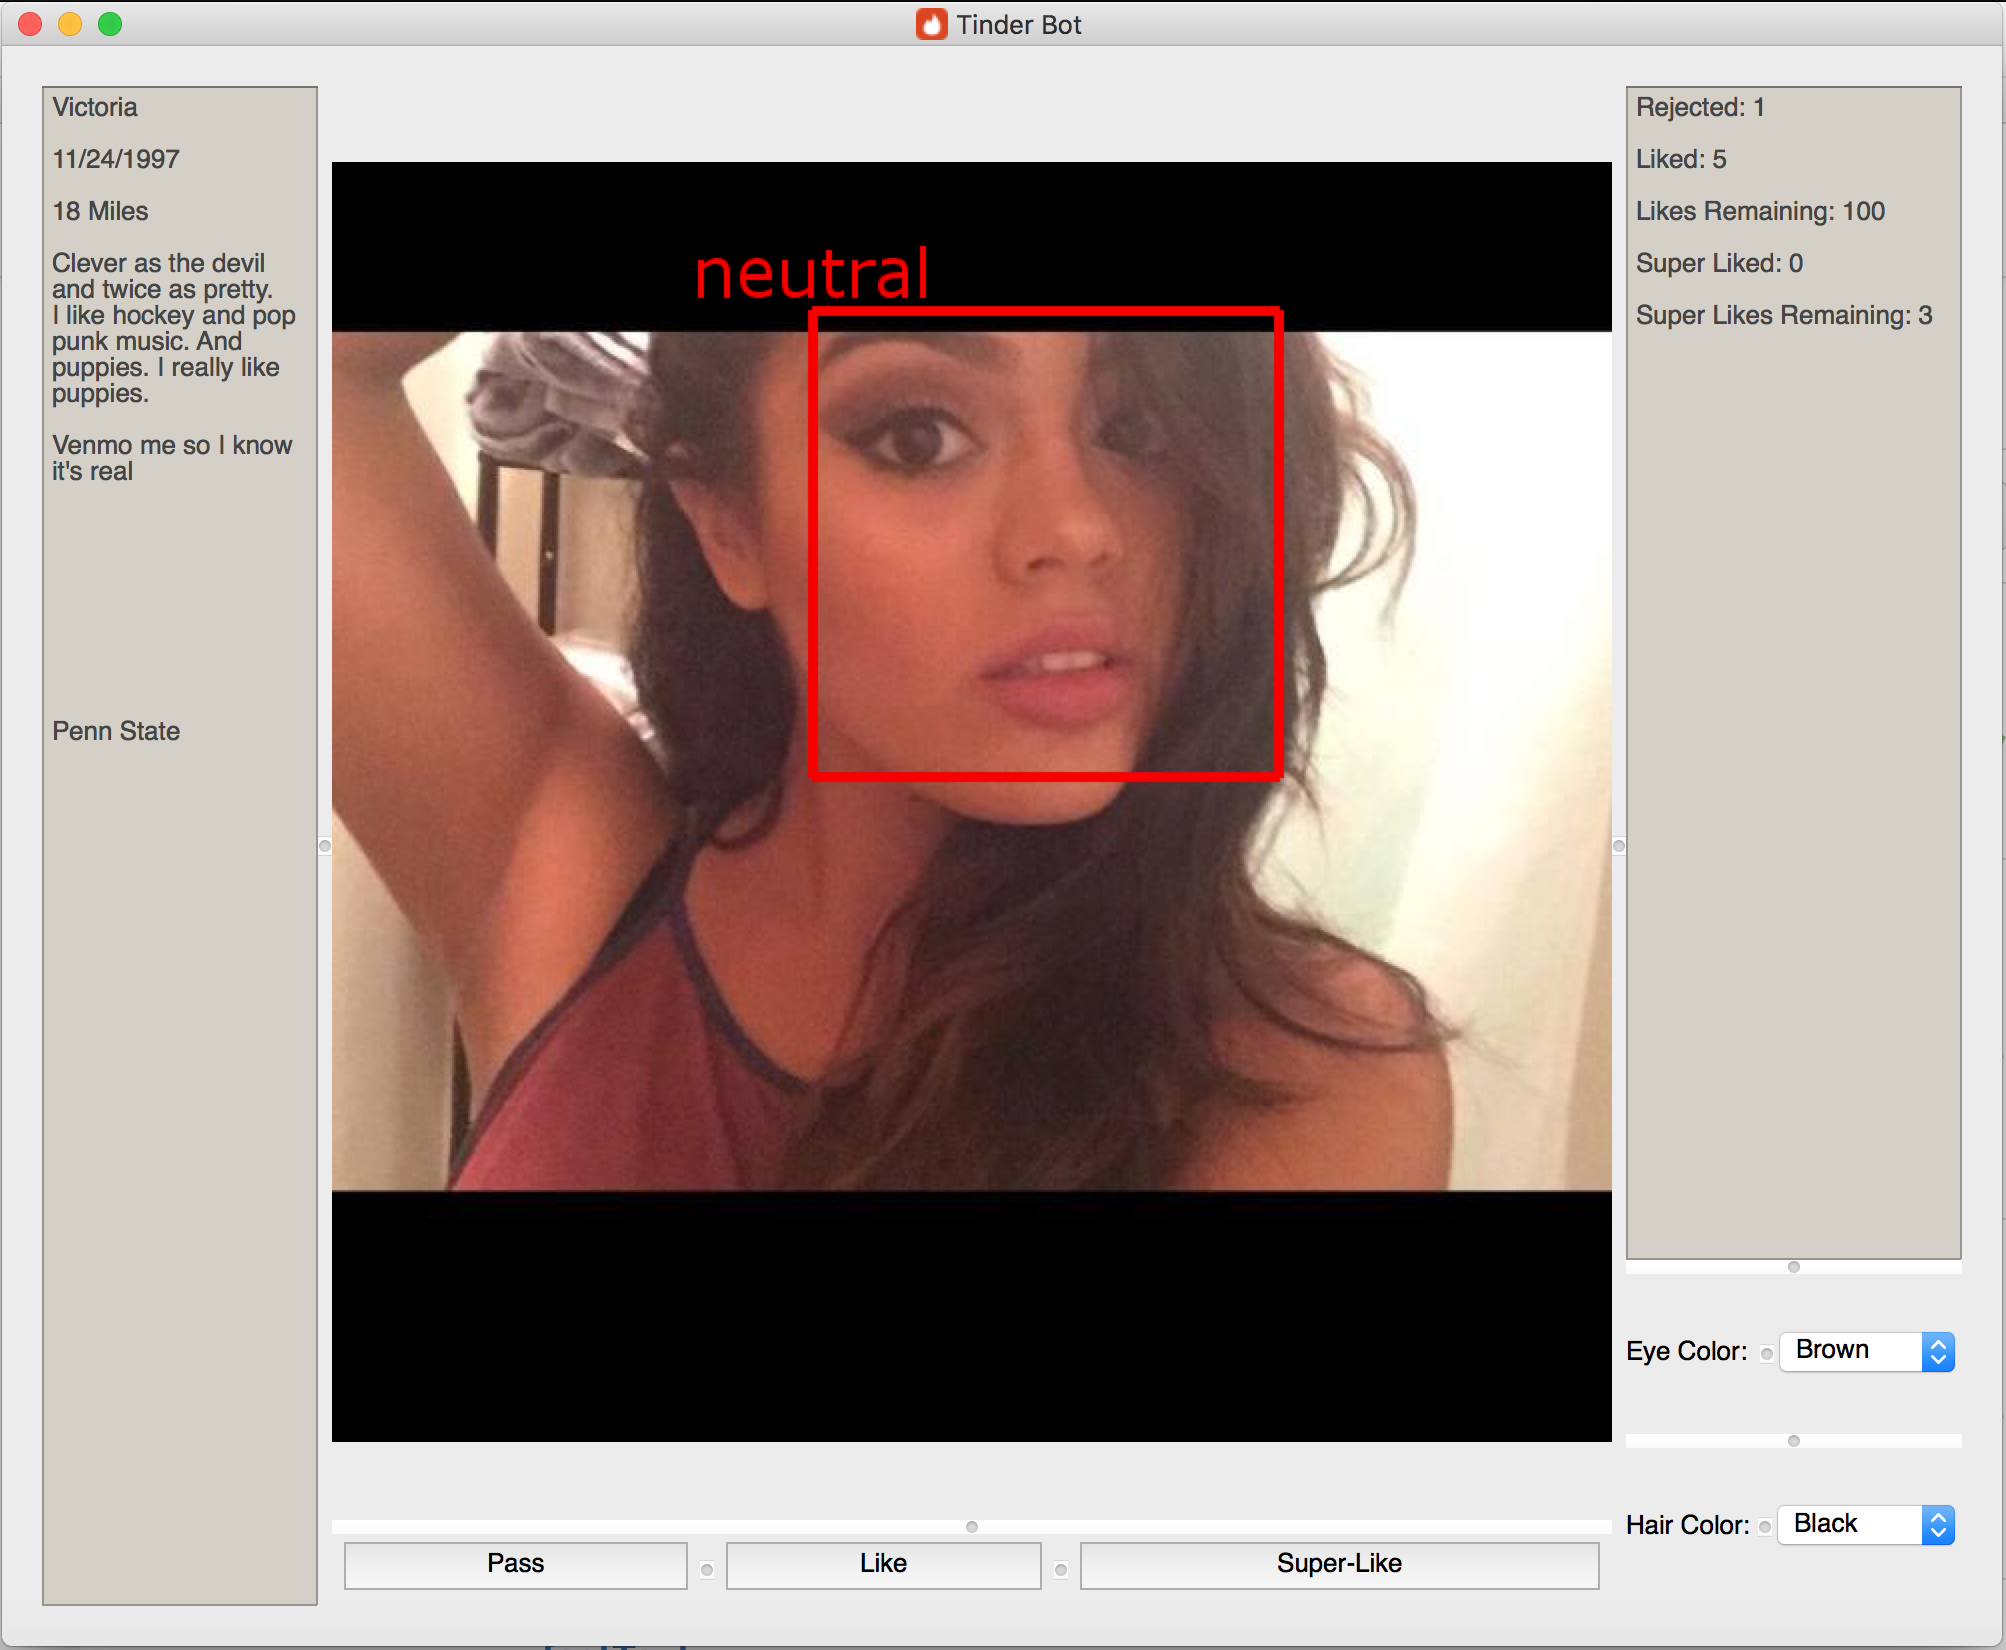 Tinder Bot
Victoria
11/24/1997
18 Miles
Clever as the devil
and twice as pretty.
I like hockey and pop
punk music. And
puppies. I really like
puppies.
Venmo me so I know
it's real
Penn State
neutral
Rejected: 1
Liked: 5
Likes Remaining: 100
Super Liked: 0
Super Likes Remaining: 3
Eye Color: Brown
Hair Color: Black
Pass Like Super-Like